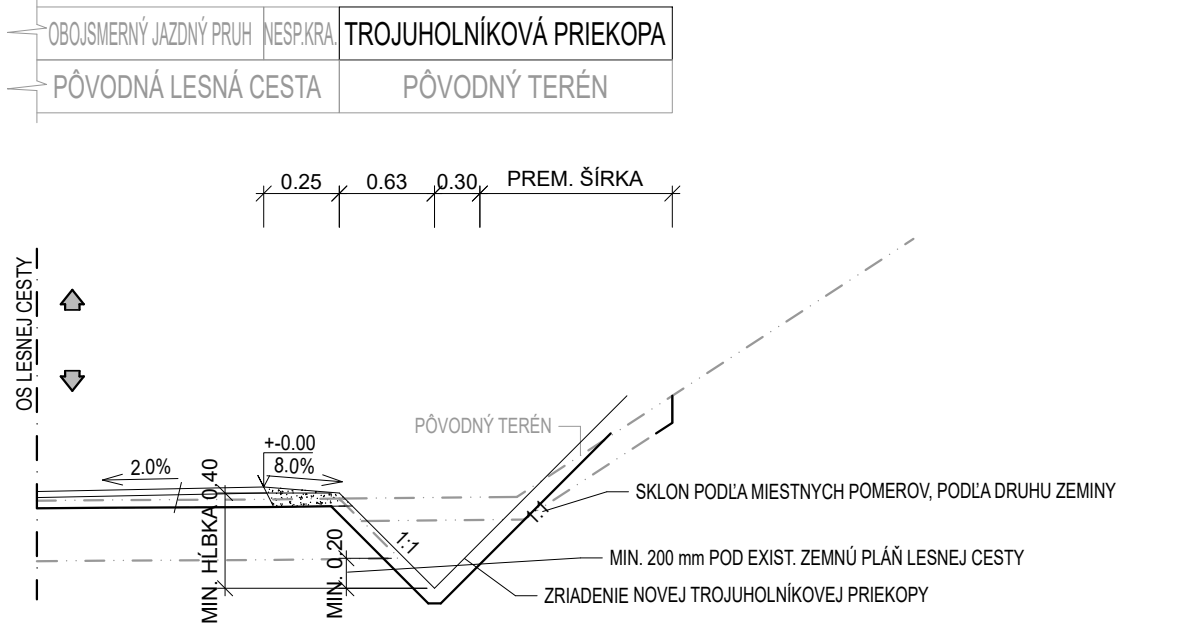 OBOJSMERNÝ JAZDNÝ PRUH NESP.KRA. TROJUHOLNÍKOVÁ PRIEKOPA
PÔVODNÁ LESNÁ CESTA PÔVODNÝ TERÉN
0.25 0.63 0.30 PREM. ŠÍRKA
OS LESNEJ CESTY
PÔVODNÝ TERÉN
+-0.00
2.0% 8.0%
MIN. HĹBKA 0.40
1:1
1:1
MIN. 0.20
SKLON PODĽA MIESTNYCH POMEROV, PODĽA DRUHU ZEMINY
MIN. 200 mm POD EXIST. ZEMNÚ PLÁŇ LESNEJ CESTY
ZRIADENIE NOVEJ TROJUHOLNÍKOVEJ PRIEKOPY